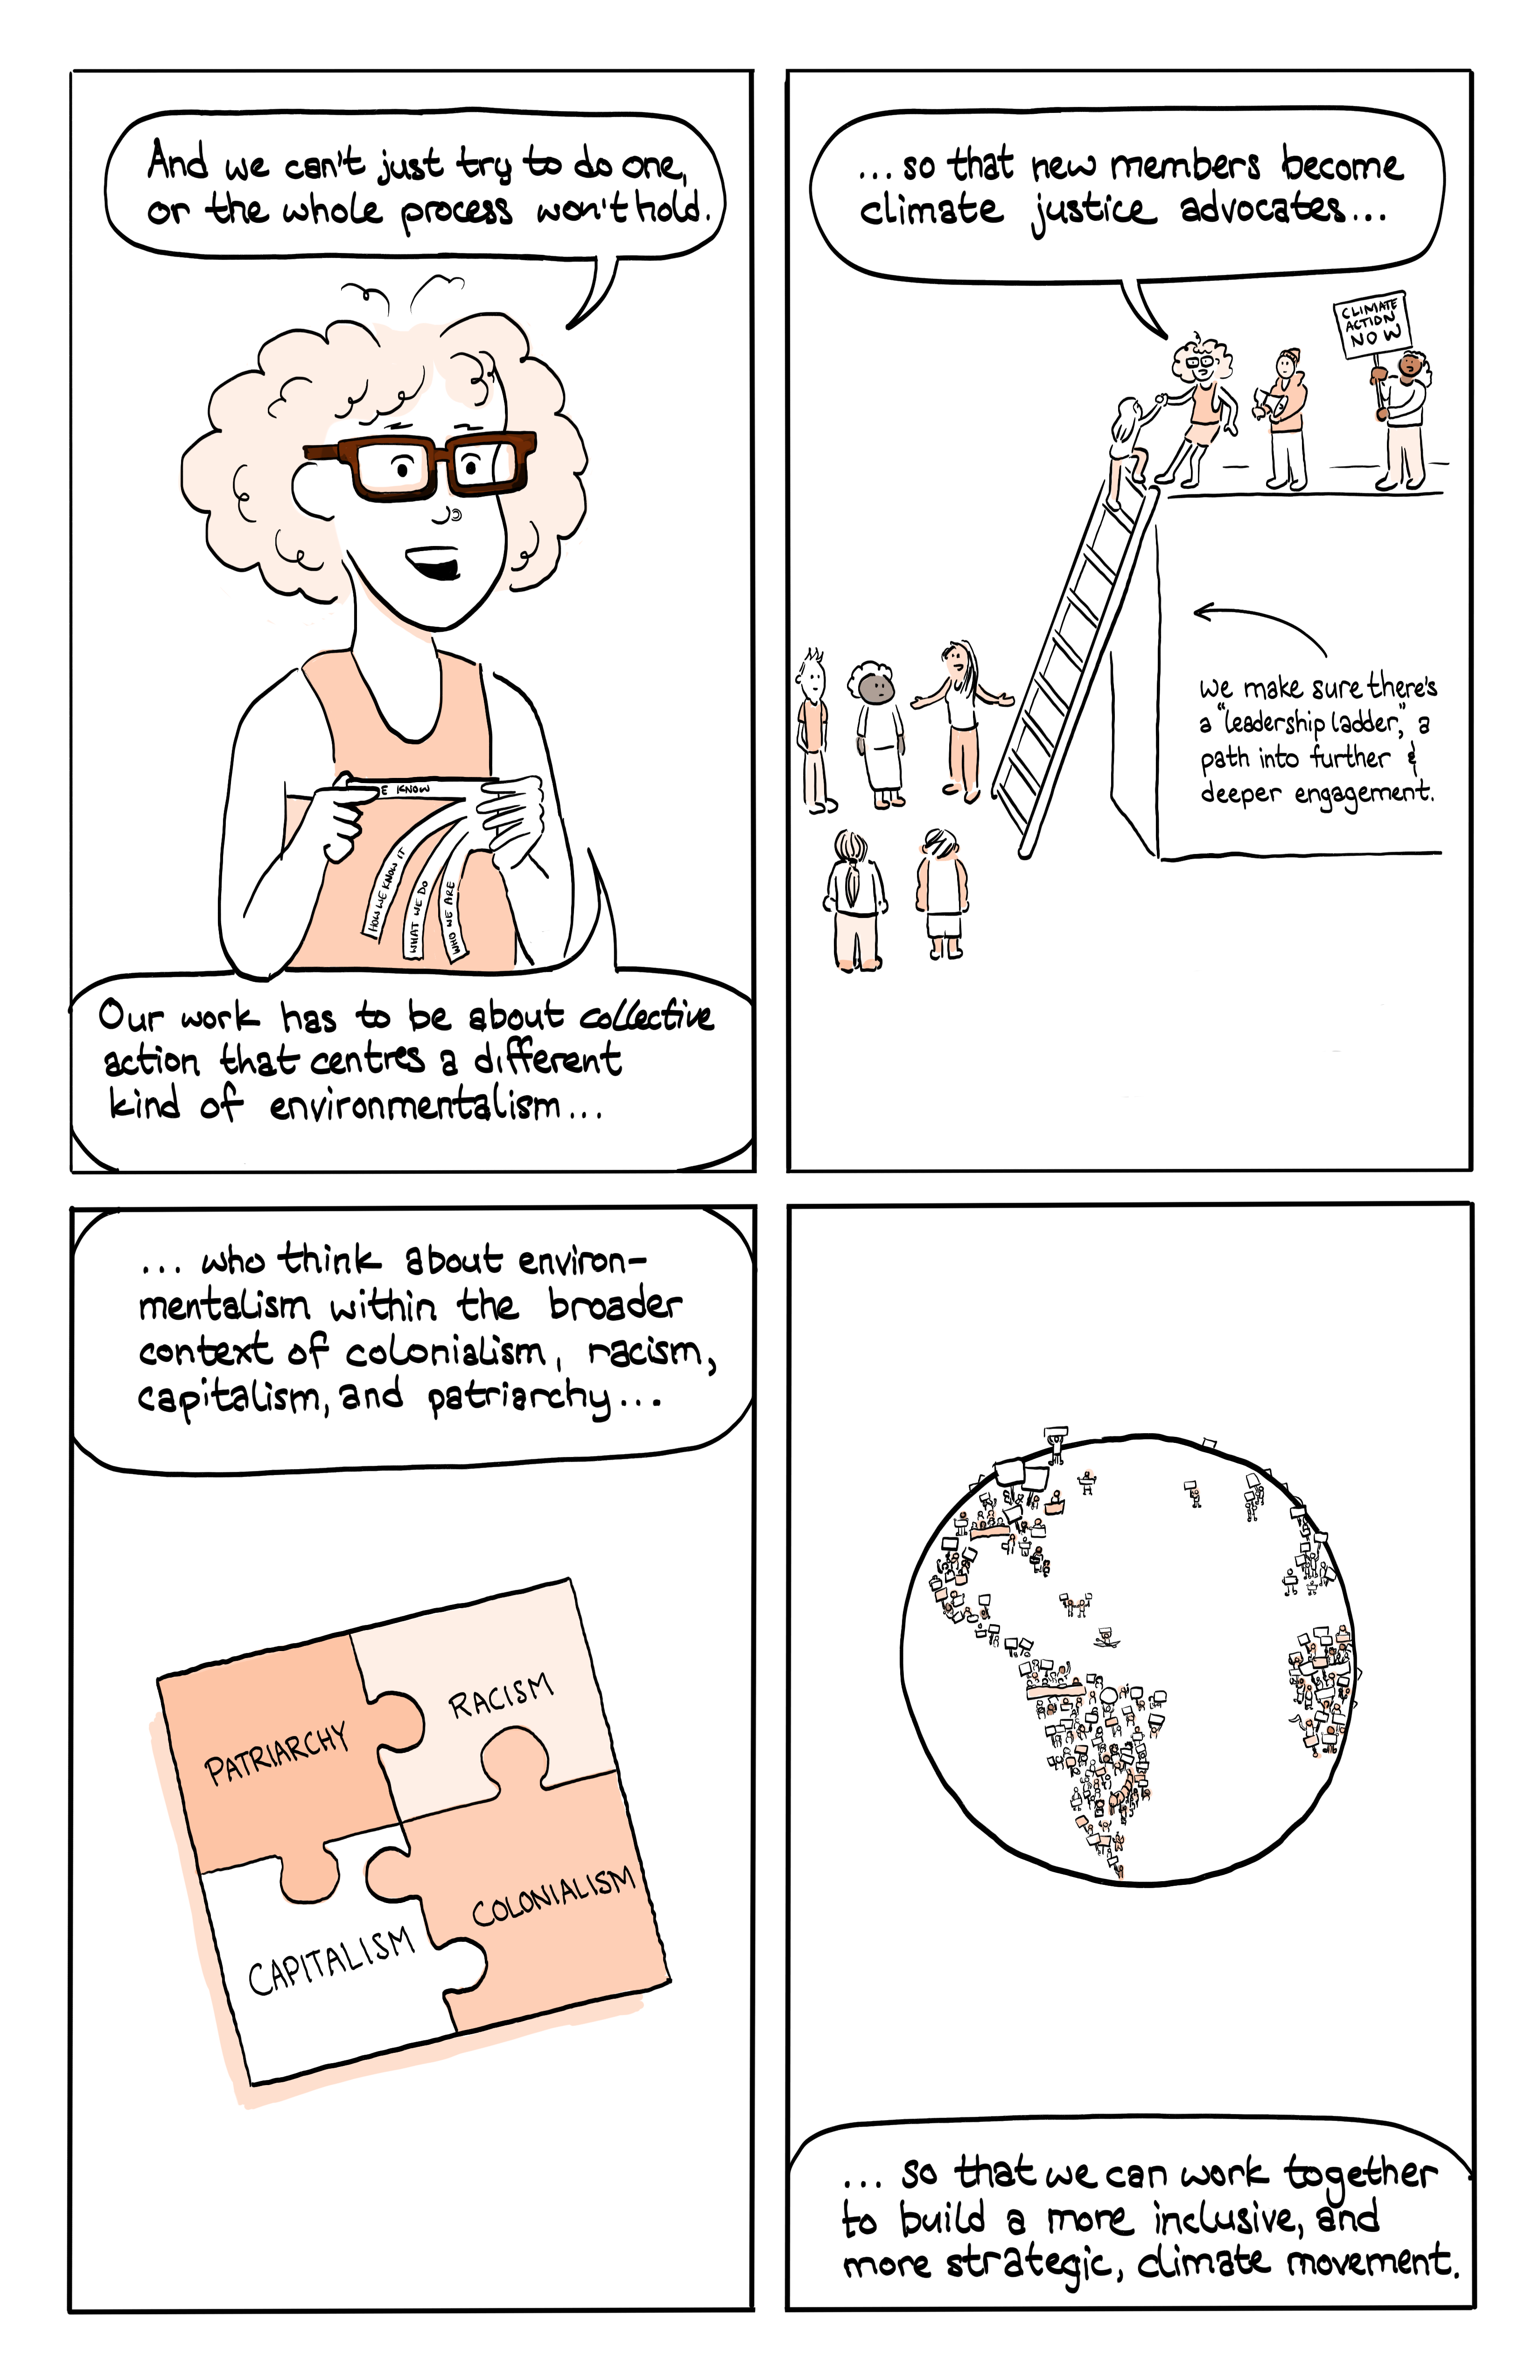 And we can't just try to do one,
or the whole process won't hold.
E KNOW
HOW WE KNOW IT
WHAT WE DO
WHO WE ARE
Our work has to be about collective
action that centres a different
kind of environmentalism...
...so that new members become
climate justice advocates...
CLIMATE
ACTION
NOW
we make sure there's
a "leadership ladder," a
path into further &
deeper engagement.
... who think about environ-
mentalism within the broader
context of colonialism, racism,
capitalism, and patriarchy...
PATRIARCHY
RACISM
CAPITALISM
COLONIALISM
... so that we can work together
to build a more inclusive, and
more strategic, climate movement.